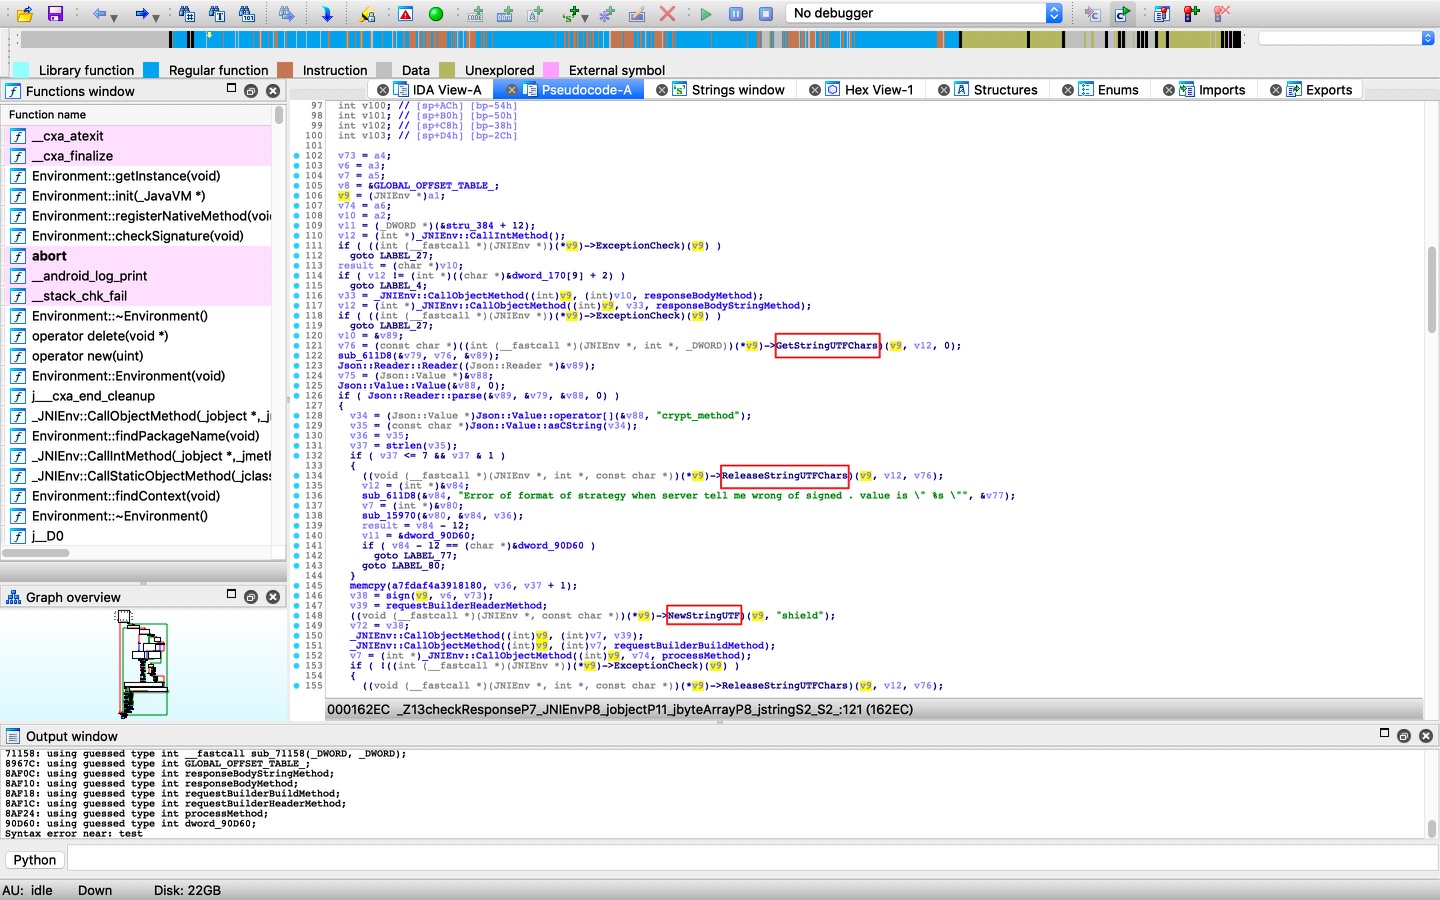 No debugger
Library function Regular function Instruction Data Unexplored External symbol
Functions window
Function name
__cxa_atexit
__cxa_finalize
Environment::getInstance(void)
Environment::init(_JavaVM *)
Environment::registerNativeMethod(voi
Environment::checkSignature(void)
abort
__android_log_print
__stack_chk_fail
Environment::~Environment()
operator delete(void *)
operator new(uint)
Environment::Environment(void)
j___cxa_end_cleanup
_JNIEnv::CallObjectMethod(_jobject *,_j
Environment::findPackageName(void)
_JNIEnv::CallIntMethod(_jobject *,_jmet
_JNIEnv::CallStaticObjectMethod(_jclas
Environment::findContext(void)
Environment::~Environment()
j__D0
Graph overview
IDA View-A Pseudocode-A Strings window Hex View-1 Structures Enums Imports Exports
97 int v100; // [sp+ACh] [bp-54h]
98 int v101; // [sp+B0h] [bp-50h]
99 int v102; // [sp+C8h] [bp-38h]
100 int v103; // [sp+D4h] [bp-2Ch]
101
102 v73 = a4;
103 v6 = a3;
104 v7 = a5;
105 v8 = &GLOBAL_OFFSET_TABLE_;
106 v9 = (JNIEnv *)a1;
107 v74 = a6;
108 v10 = a2;
109 v11 = (_DWORD *)(&stru_384 + 12);
110 v12 = (int *)_JNIEnv::CallIntMethod();
111 if ( ((int (__fastcall *)(JNIEnv *))(*v9)->ExceptionCheck)(v9) )
112 goto LABEL_27;
113 result = (char *)v10;
114 if ( v12 != (int *)((char *)&dword_170[9] + 2) )
115 goto LABEL_4;
116 v33 = _JNIEnv::CallObjectMethod((int)v9, (int)v10, responseBodyMethod);
117 v12 = (int *)_JNIEnv::CallObjectMethod((int)v9, v33, responseBodyStringMethod);
118 if ( ((int (__fastcall *)(JNIEnv *))(*v9)->ExceptionCheck)(v9) )
119 goto LABEL_27;
120 v10 = &v89;
121 v76 = (const char *)((int (__fastcall *)(JNIEnv *, int *, _DWORD))(*v9)->GetStringUTFChars)(v9, v12, 0);
122 sub_611D8(&v79, v76, &v89);
123 Json::Reader::Reader((Json::Reader *)&v89);
124 v75 = (Json::Value *)&v88;
125 Json::Value::Value(&v88, 0);
126 if ( Json::Reader::parse(&v89, &v79, &v88, 0) )
127 {
128 v34 = (Json::Value *)Json::Value::operator[](&v88, "crypt_method");
129 v35 = (const char *)Json::Value::asCString(v34);
130 v36 = v35;
131 v37 = strlen(v35);
132 if ( v37 <= 7 && v37 & 1 )
133 {
134 ((void (__fastcall *)(JNIEnv *, int *, const char *))(*v9)->ReleaseStringUTFChars)(v9, v12, v76);
135 v12 = (int *)&v84;
136 sub_611D8(&v84, "Error of format of strategy when server tell me wrong of signed . value is \" %s \"", &v77);
137 v7 = (int *)&v80;
138 sub_15970(&v80, &v84, v36);
139 result = v84 - 12;
140 v11 = &dword_90D60;
141 if ( v84 - 12 == (char *)&dword_90D60 )
142 goto LABEL_77;
143 goto LABEL_80;
144 }
145 memcpy(a7fdaf4a3918180, v36, v37 + 1);
146 v38 = sign(v9, v6, v73);
147 v39 = requestBuilderHeaderMethod;
148 ((void (__fastcall *)(JNIEnv *, const char *))(*v9)->NewStringUTF)(v9, "shield");
149 v72 = v38;
150 _JNIEnv::CallObjectMethod((int)v9, (int)v7, v39);
151 _JNIEnv::CallObjectMethod((int)v9, (int)v7, requestBuilderBuildMethod);
152 v7 = (int *)_JNIEnv::CallObjectMethod((int)v9, v74, processMethod);
153 if ( !((int (__fastcall *)(JNIEnv *))(*v9)->ExceptionCheck)(v9) )
154 {
155 ((void (__fastcall *)(JNIEnv *, int *, const char *))(*v9)->ReleaseStringUTFChars)(v9, v12, v76);
000162EC _Z13checkResponseP7_JNIEnvP8_jobjectP11_jbyteArrayP8_jstringS2_S2_:121 (162EC)
Output window
71158: using guessed type int __fastcall sub_71158(_DWORD, _DWORD);
8967C: using guessed type int GLOBAL_OFFSET_TABLE_;
8AF0C: using guessed type int responseBodyStringMethod;
8AF10: using guessed type int responseBodyMethod;
8AF18: using guessed type int requestBuilderBuildMethod;
8AF1C: using guessed type int requestBuilderHeaderMethod;
8AF24: using guessed type int processMethod;
90D60: using guessed type int dword_90D60;
Syntax error near: test
Python
AU: idle Down Disk: 22GB